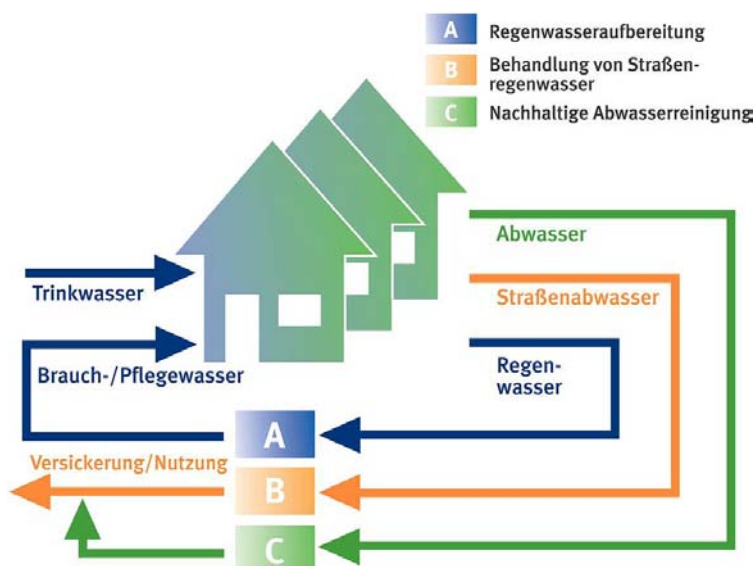 A Regenwasseraufbereitung
B Behandlung von Straßen-
regenwasser
C Nachhaltige Abwasserreinigung
Abwasser
Trinkwasser
Straßenabwasser
Brauch-/Pflegewasser
Regen-
wasser
A
Versickerung/Nutzung
B
C